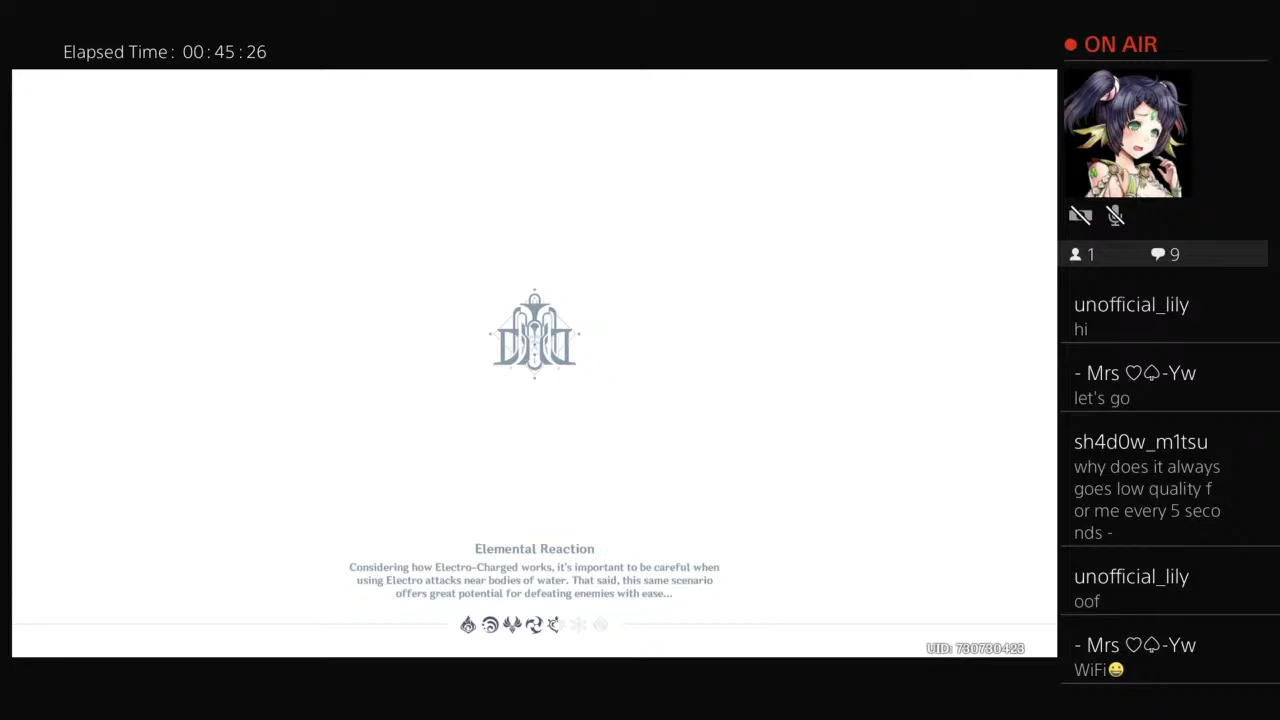 Elapsed Time: 00:45:26
ON AIR
1 9
unofficial_lily
hi
- Mrs ♡♤-Yw
let's go
sh4d0w_m1tsu
why does it always
goes low quality f
or me every 5 seco
nds -
unofficial_lily
oof
- Mrs ♡♤-Yw
WiFi😀
Elemental Reaction
Considering how Electro-Charged works, it's important to be careful when
using Electro attacks near bodies of water. That said, this same scenario
offers great potential for defeating enemies with ease...
UID: 730730423